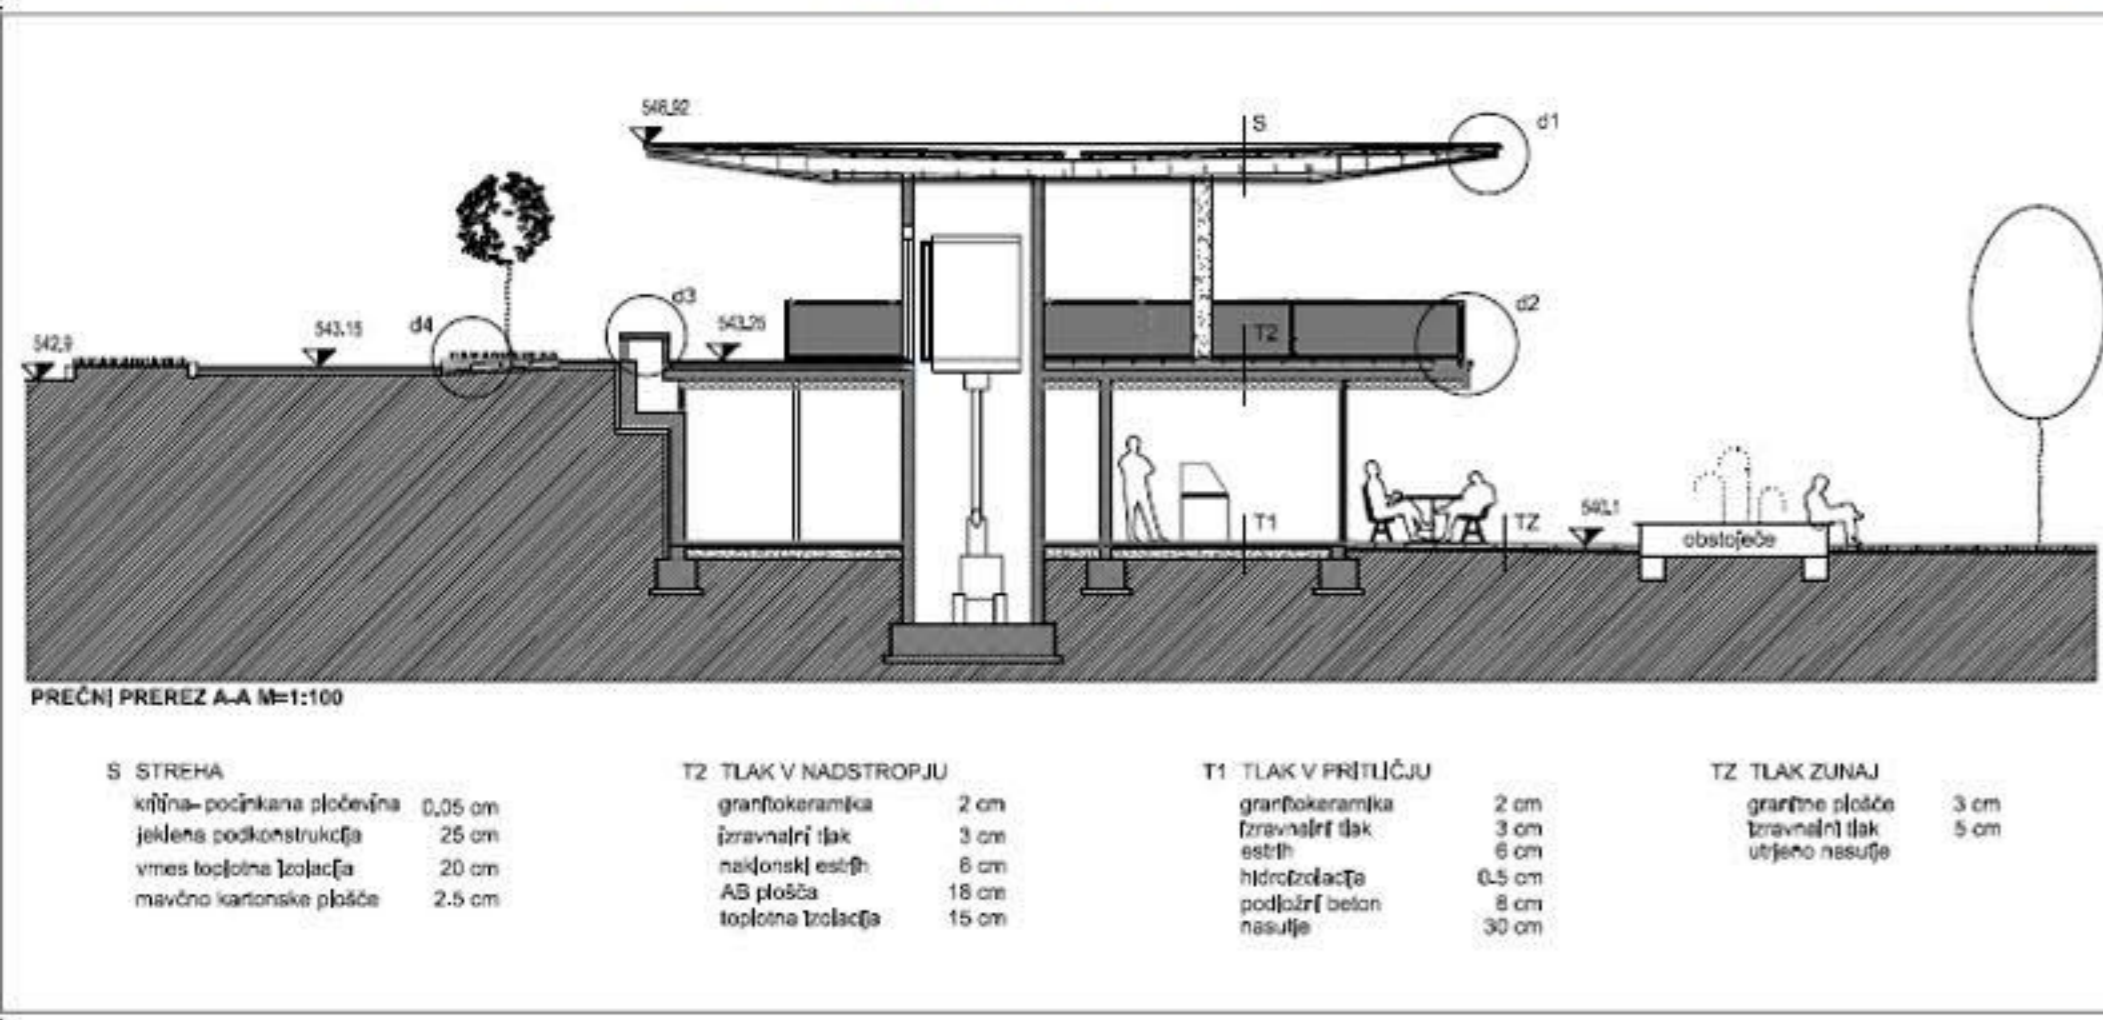 546.92
S
d1
d3
d4
543.15
543.25
542.9
d2
T2
T1
TZ
540.1
obstoječe
PREČNI PREREZ A-A M=1:100
S STREHA
kritina- pocinkana pločevina 0.05 cm
jeklena podkonstrukcija 25 cm
vmes toplotna izolacija 20 cm
mavčno kartonske plošče 2.5 cm
T2 TLAK V NADSTROPJU
granitokeramika 2 cm
izravnalni tlak 3 cm
naklonski estrih 6 cm
AB plošča 18 cm
toplotna izolacija 15 cm
T1 TLAK V PRITLIČJU
granitokeramika 2 cm
izravnalni tlak 3 cm
estrih 6 cm
hidroizolacija 0.5 cm
podložni beton 8 cm
nasutje 30 cm
TZ TLAK ZUNAJ
granitne plošče 3 cm
izravnalni tlak 5 cm
utrjeno nasutje